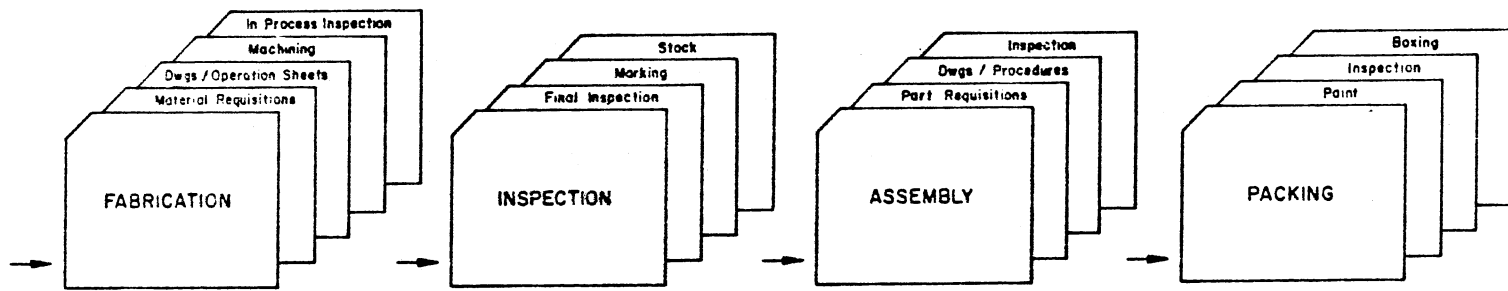 In Process Inspection
Machining
Dwgs / Operation Sheets
Material Requisitions
FABRICATION
Stock
Marking
Final Inspection
INSPECTION
Inspection
Dwgs / Procedures
Part Requisitions
ASSEMBLY
Boxing
Inspection
Paint
PACKING